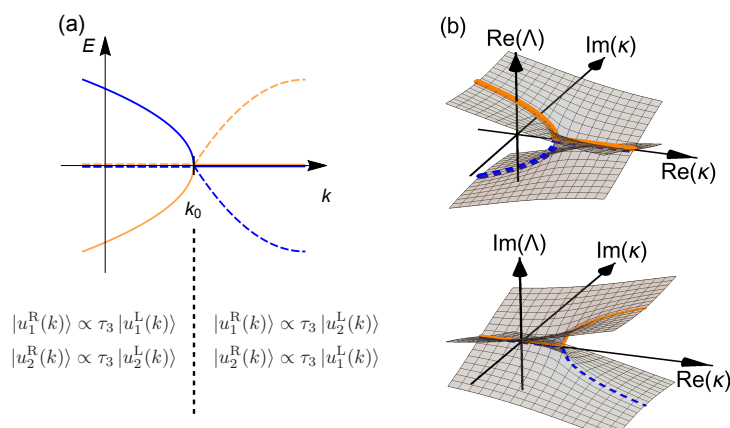 (a)
E
k
k₀
|u₁ᴿ(k)⟩ ∝ τ₃ |u₁ᴸ(k)⟩
|u₂ᴿ(k)⟩ ∝ τ₃ |u₂ᴸ(k)⟩
|u₁ᴿ(k)⟩ ∝ τ₃ |u₂ᴸ(k)⟩
|u₂ᴿ(k)⟩ ∝ τ₃ |u₁ᴸ(k)⟩
(b)
Re(Λ)
Im(κ)
Re(κ)
Im(Λ)
Im(κ)
Re(κ)